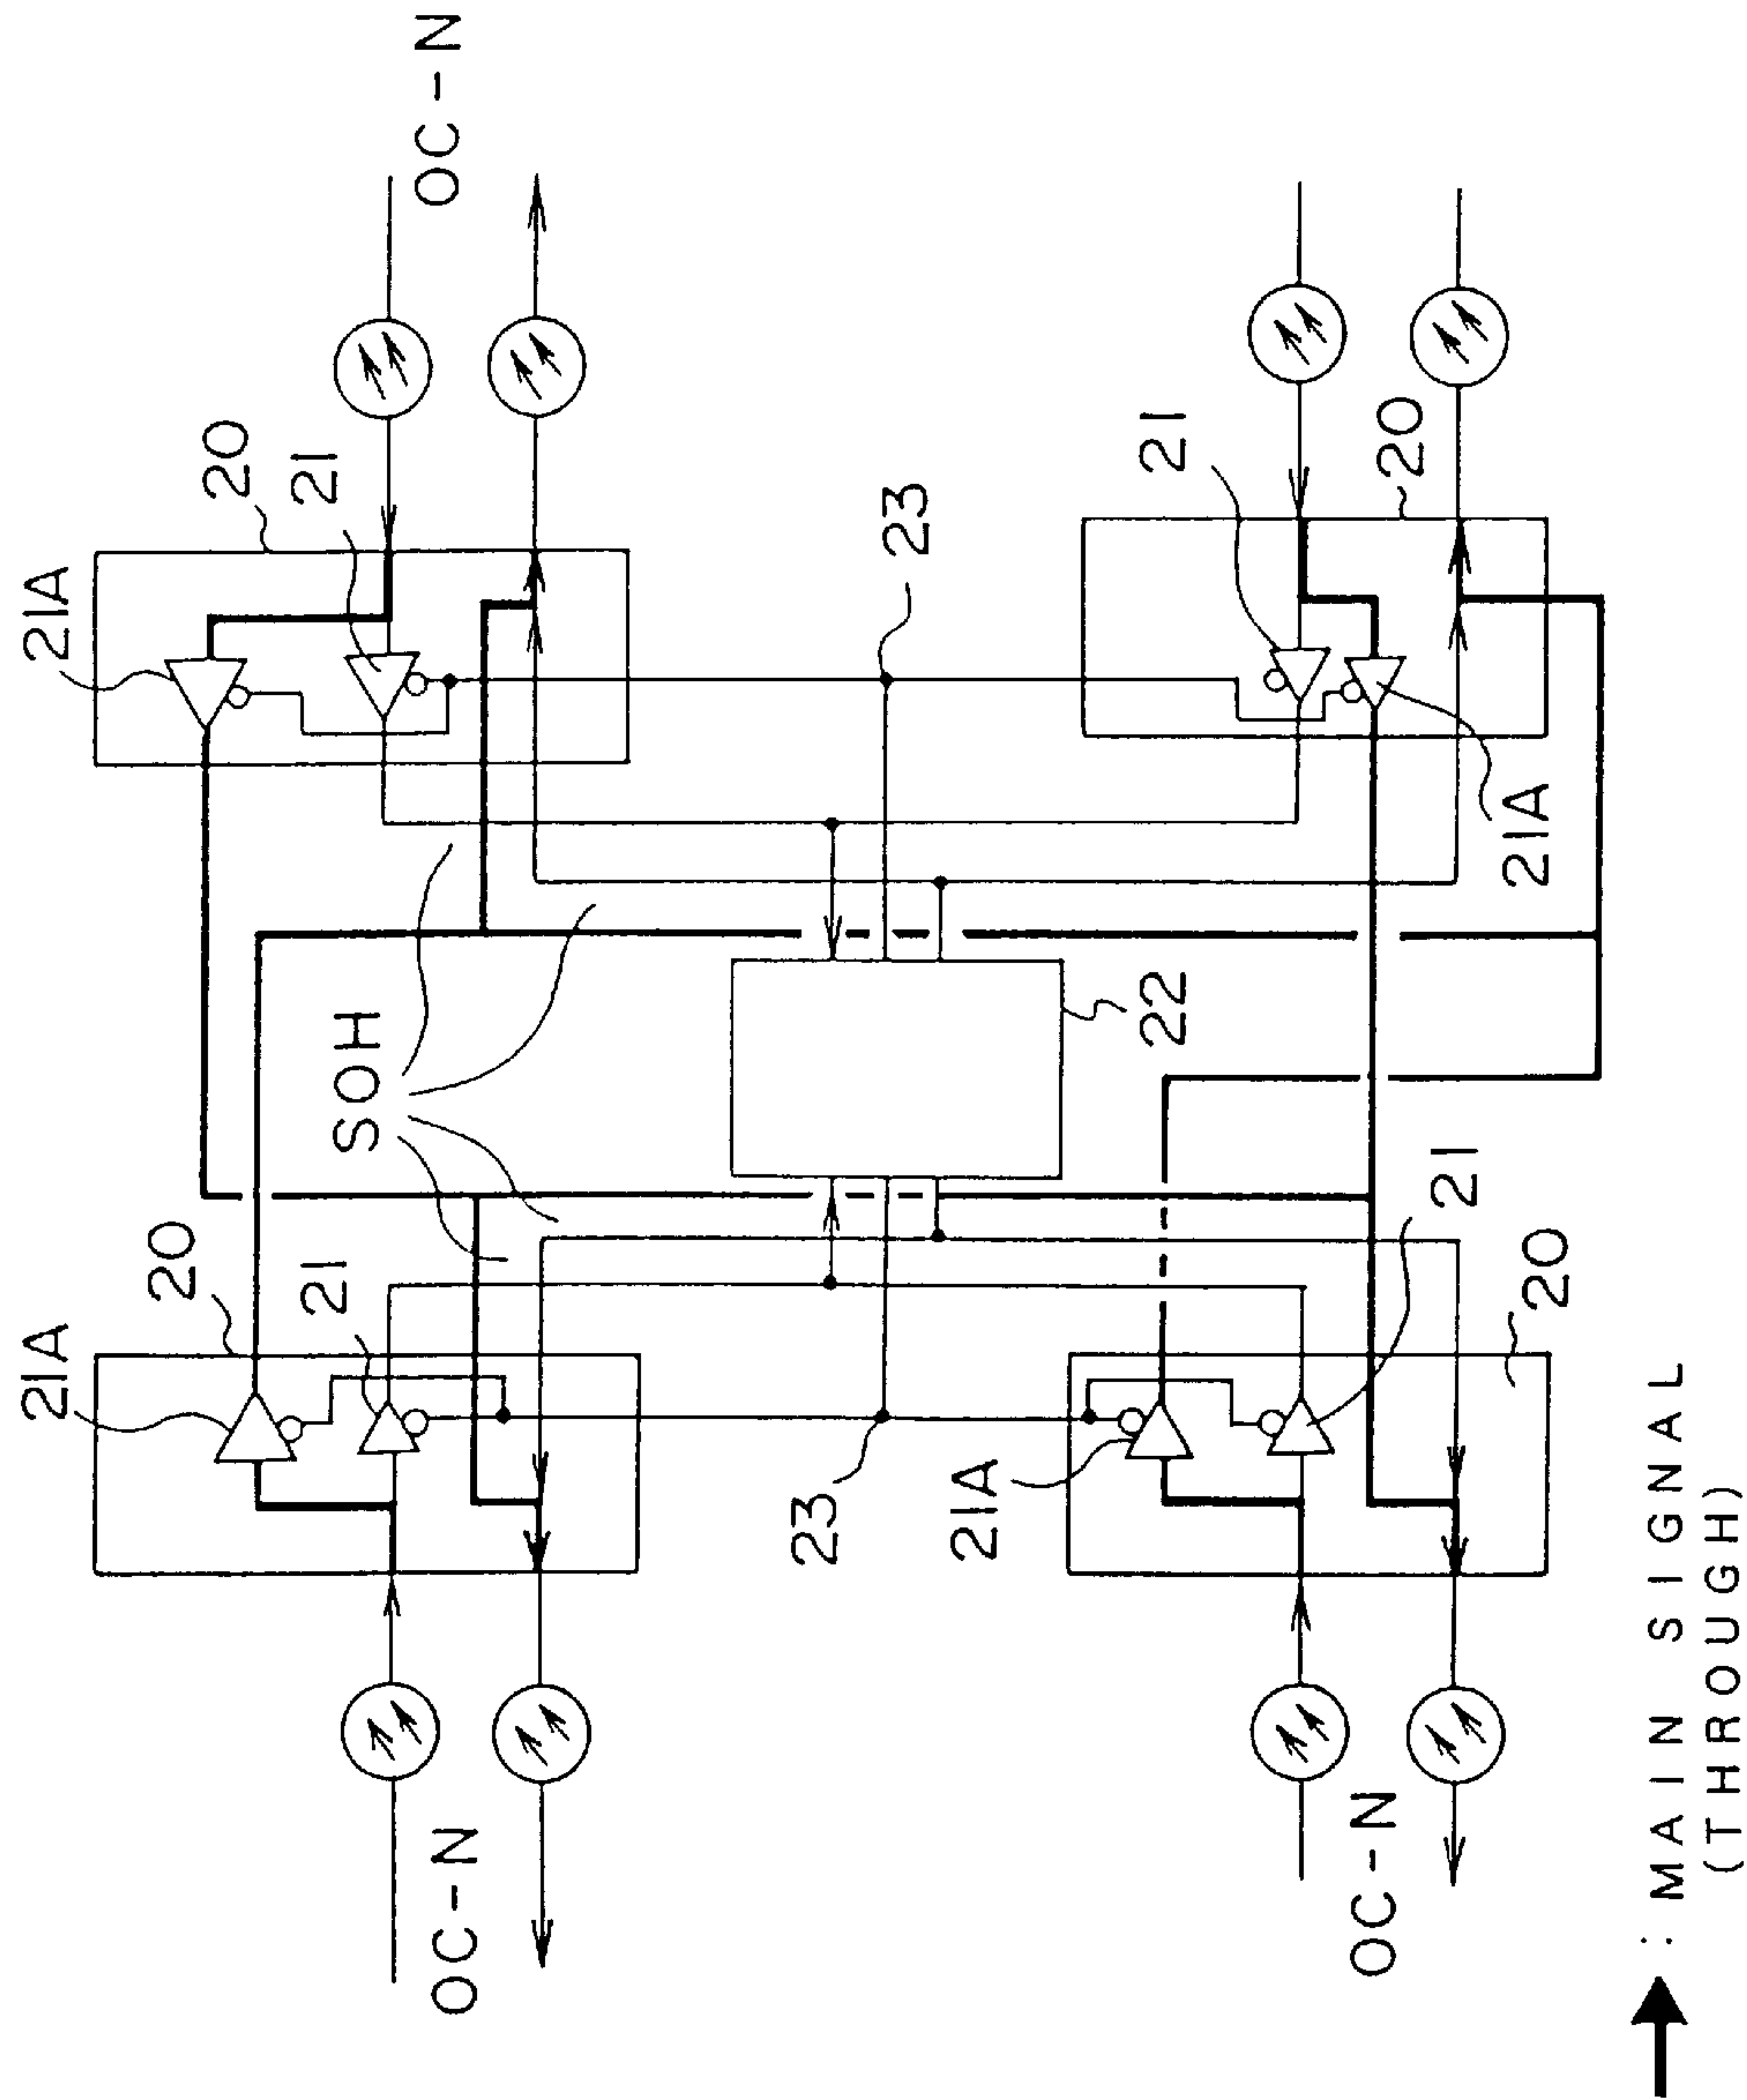 OC-N
20
21
21A
23
21
20
21A
SOH
22
20
21
21A
21
20
23
21A
OC-N
OC-N
: MAIN SIGNAL
(THROUGH)